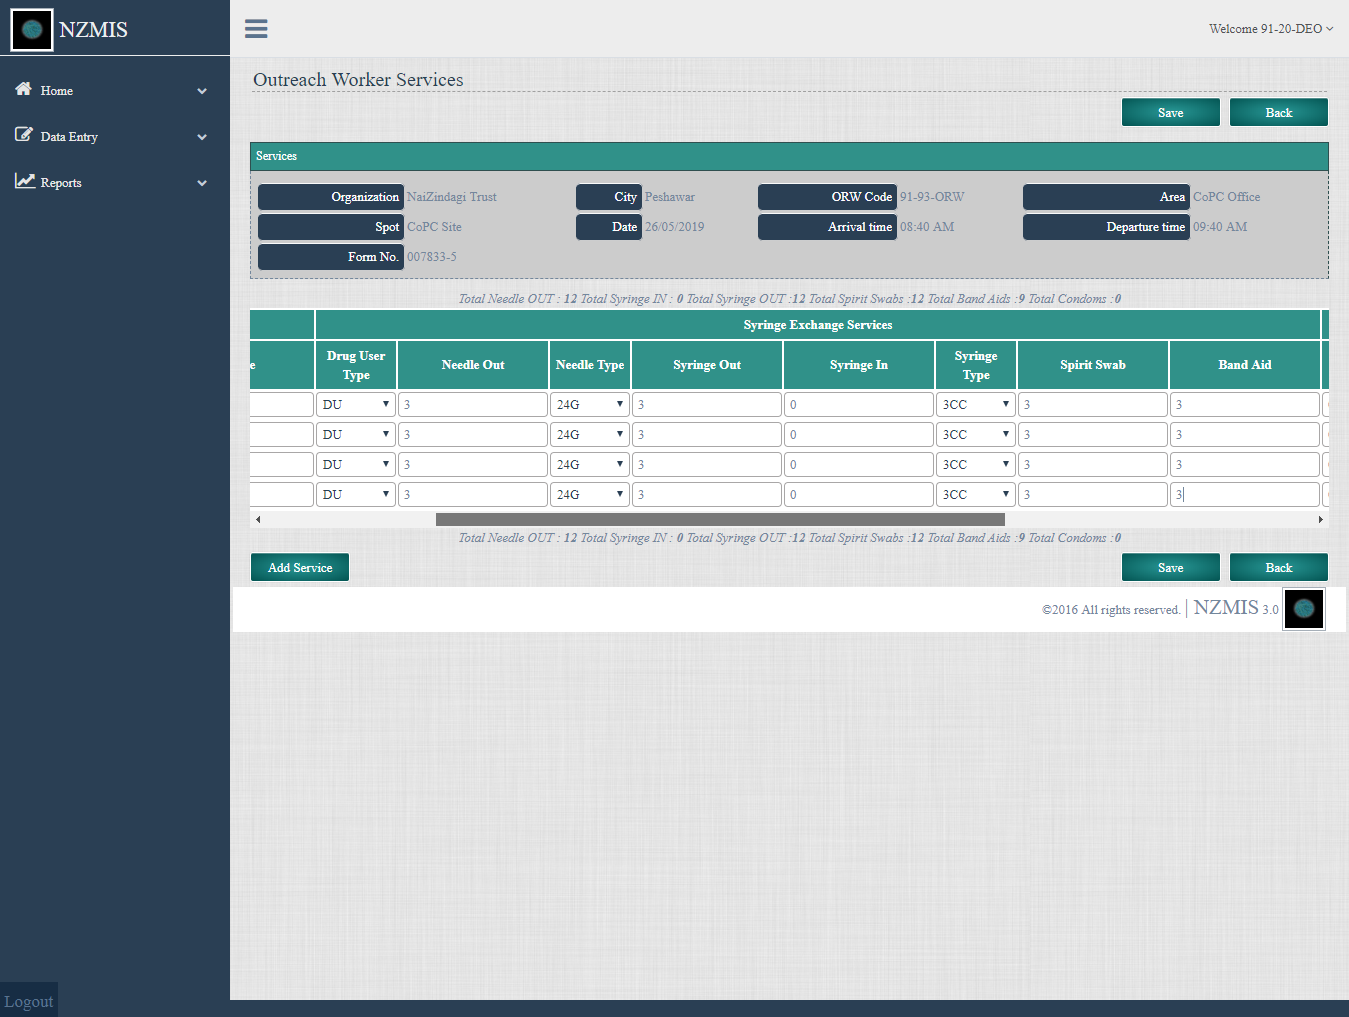 NZMIS
Welcome 91-20-DEO
Home
Data Entry
Reports
Outreach Worker Services
Save Back
Services
Organization NaiZindagi Trust City Peshawar ORW Code 91-93-ORW Area CoPC Office
Spot CoPC Site Date 26/05/2019 Arrival time 08:40 AM Departure time 09:40 AM
Form No. 007833-5
Total Needle OUT : 12 Total Syringe IN : 0 Total Syringe OUT :12 Total Spirit Swabs :12 Total Band Aids :9 Total Condoms :0
Syringe Exchange Services
e Drug User Type Needle Out Needle Type Syringe Out Syringe In Syringe Type Spirit Swab Band Aid
DU 3 24G 3 0 3CC 3 3
DU 3 24G 3 0 3CC 3 3
DU 3 24G 3 0 3CC 3 3
DU 3 24G 3 0 3CC 3 3
Total Needle OUT : 12 Total Syringe IN : 0 Total Syringe OUT :12 Total Spirit Swabs :12 Total Band Aids :9 Total Condoms :0
Add Service Save Back
©2016 All rights reserved. | NZMIS 3.0
Logout